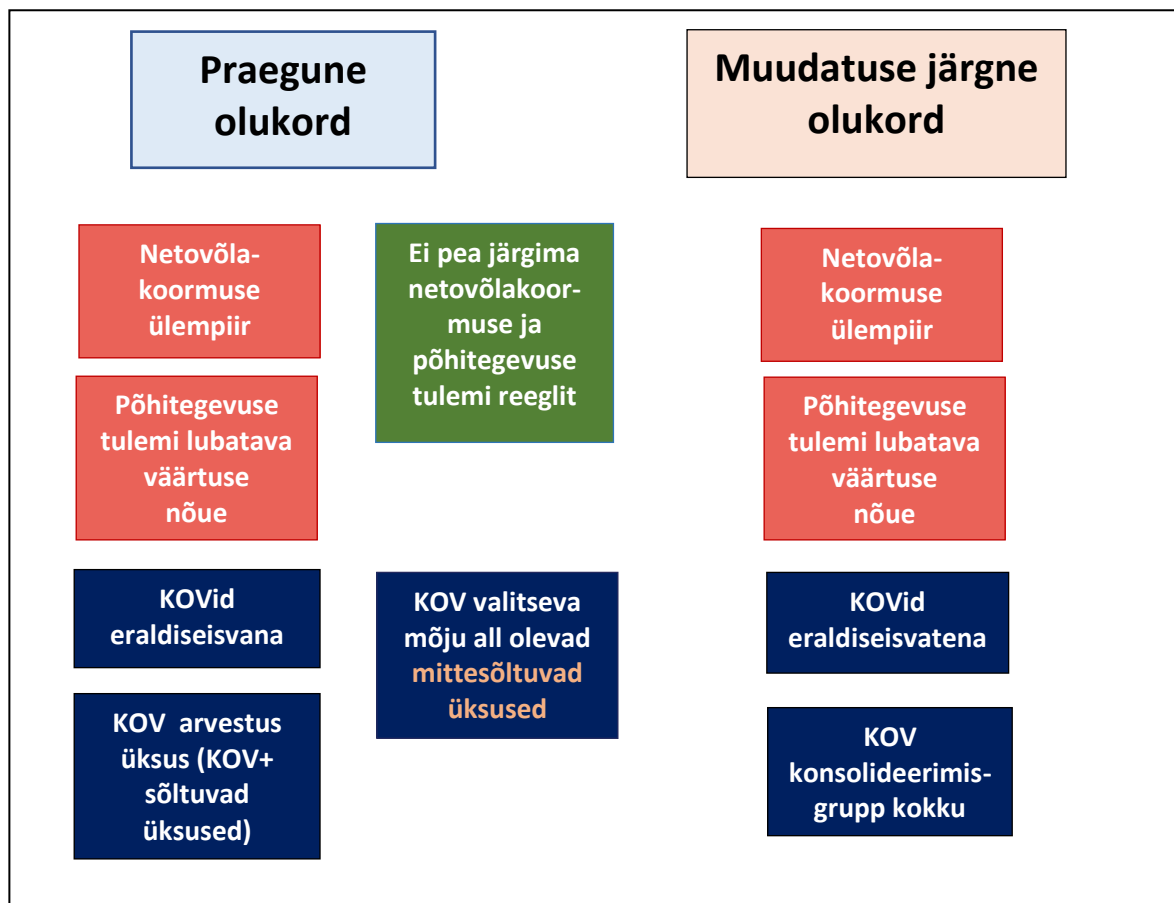 Praegune
olukord
Muudatuse järgne
olukord
Netovõla-
koormuse
ülempiir
Põhitegevuse
tulemi lubatava
väärtuse
nõue
KOVid
eraldiseisvana
KOV arvestus
üksus (KOV+
sõltuvad
üksused)
Ei pea järgima
netovõlakoor-
muse ja
põhitegevuse
tulemi reeglit
KOV valitseva
mõju all olevad
mittesõltuvad
üksused
Netovõla-
koormuse
ülempiir
Põhitegevuse
tulemi lubatava
väärtuse
nõue
KOVid
eraldiseisvatena
KOV
konsolideerimis-
grupp kokku